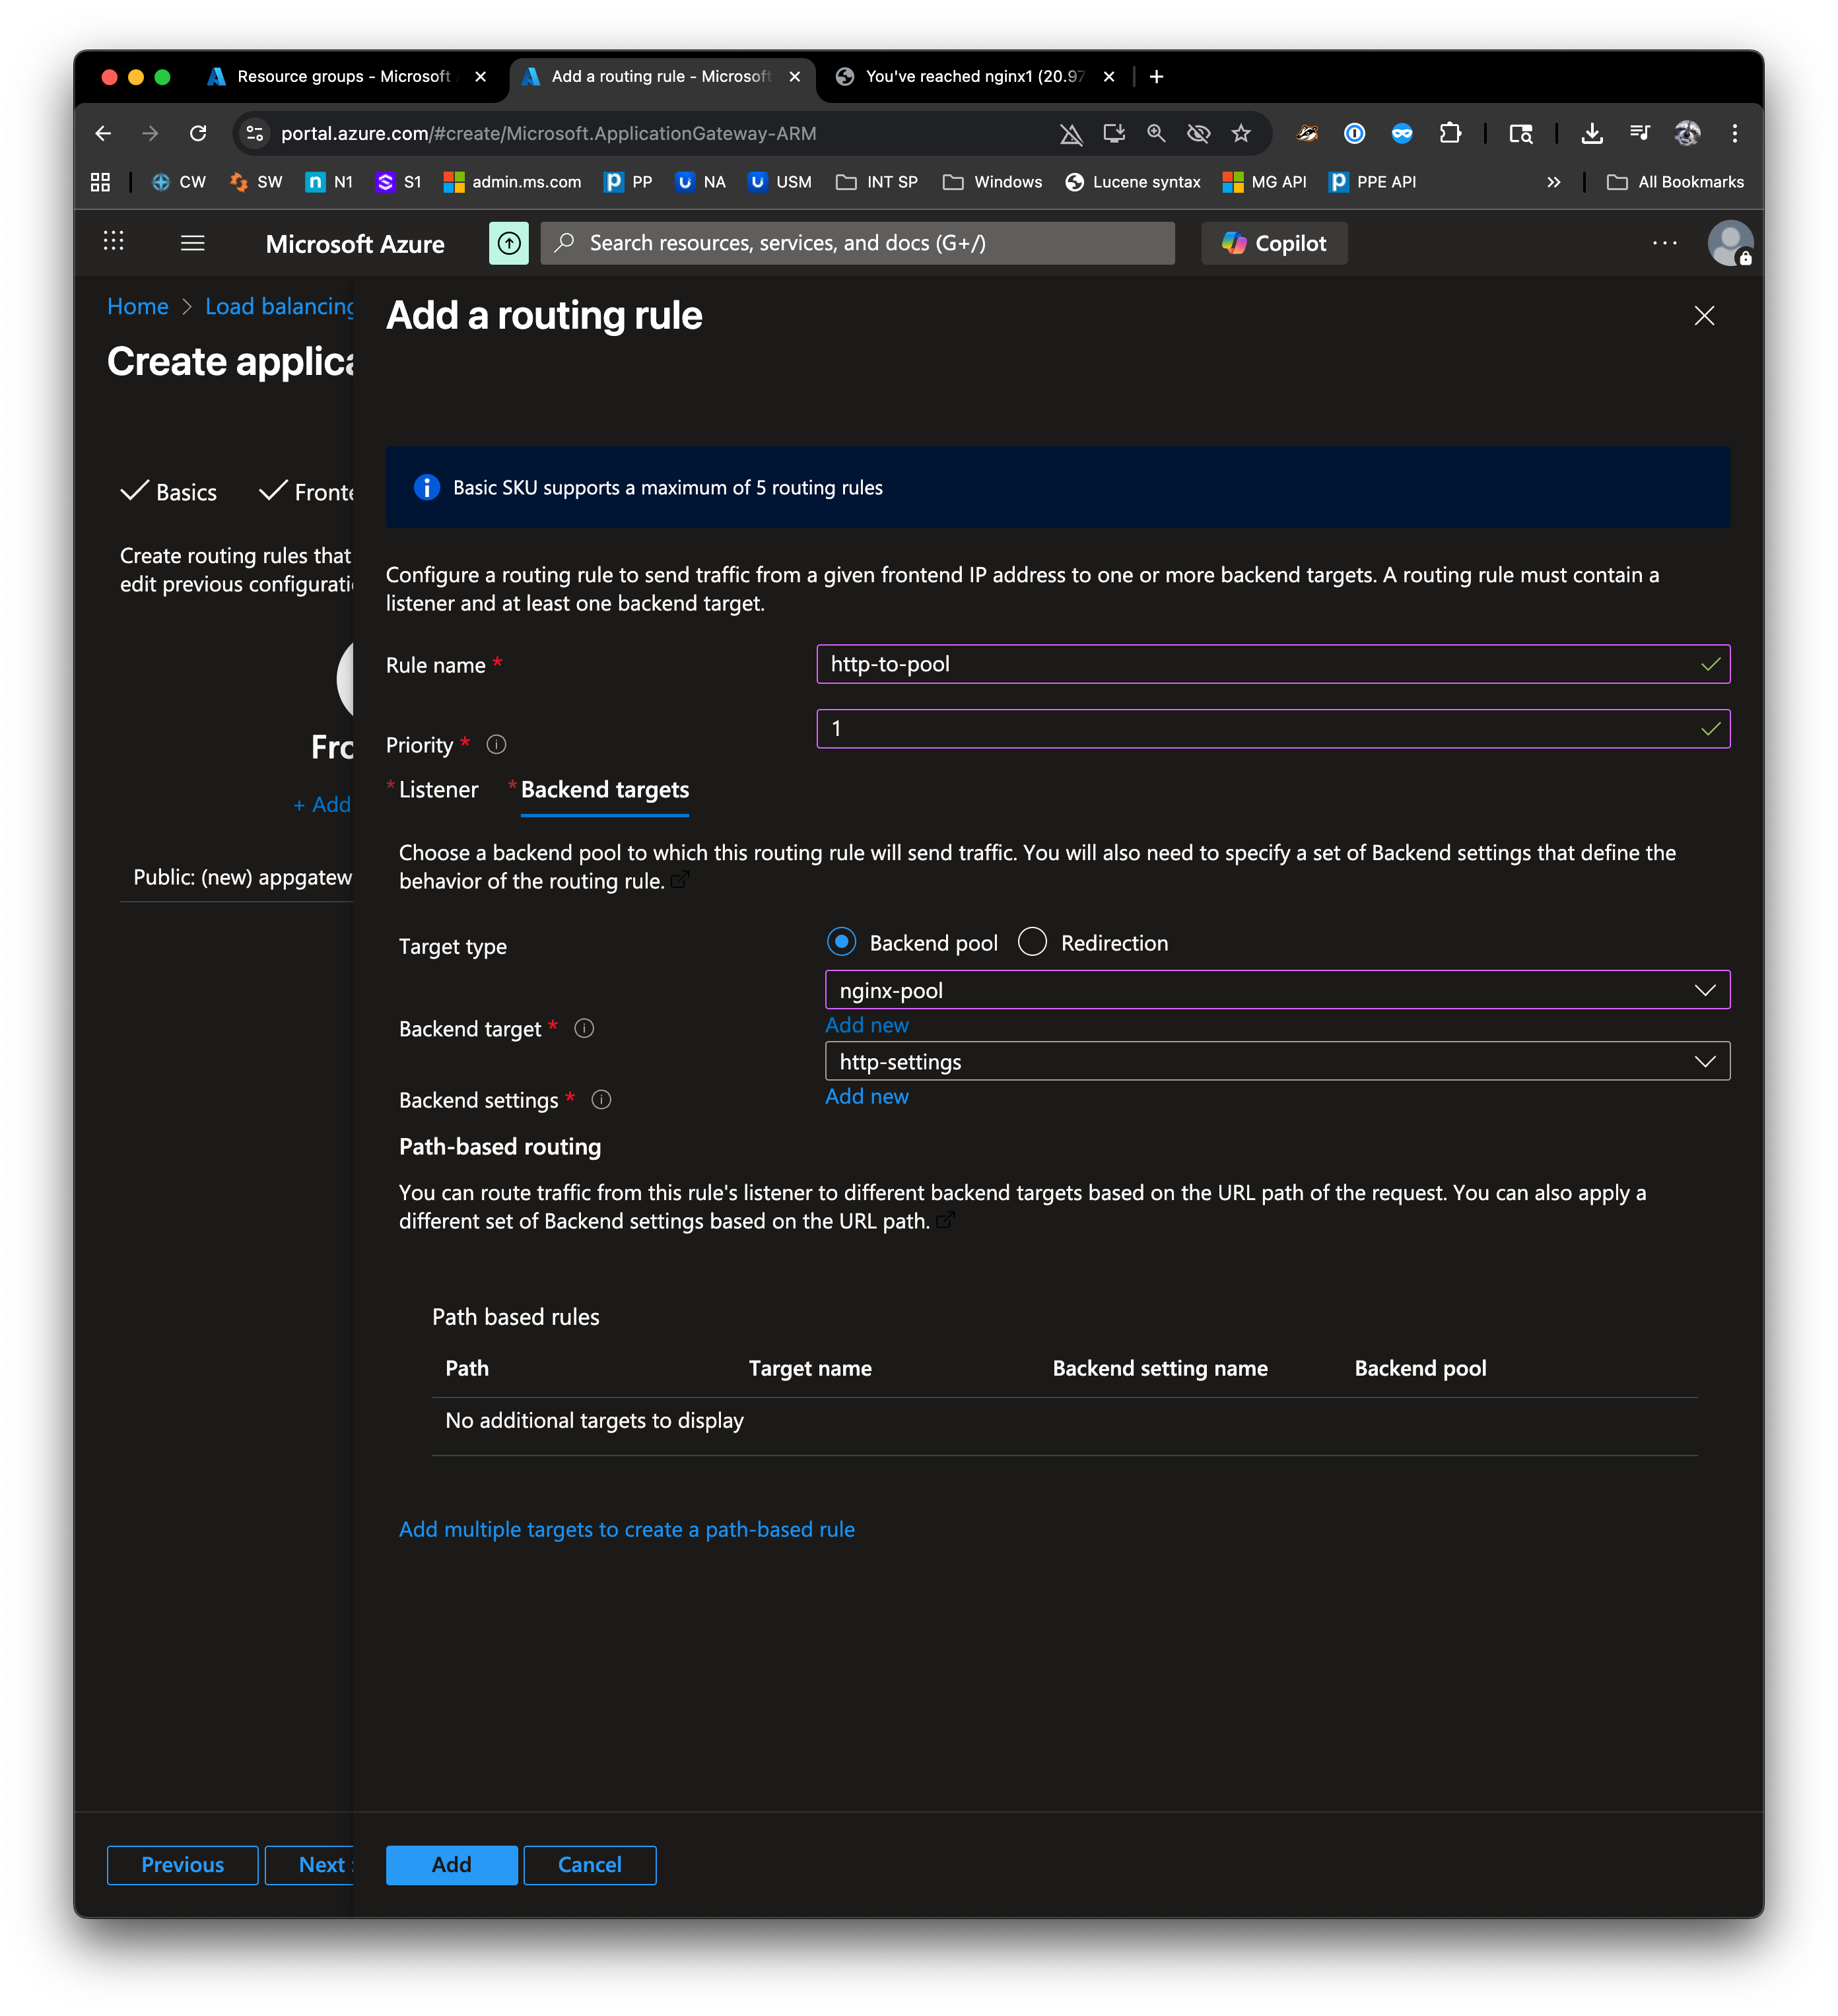 Resource groups - Microsoft
Add a routing rule - Microsoft
You've reached nginx1 (20.97
portal.azure.com/#create/Microsoft.ApplicationGateway-ARM
CW
SW
n N1
S1
admin.ms.com
PP
U NA
U USM
INT SP
Windows
Lucene syntax
MG API
PPE API
All Bookmarks
Microsoft Azure
Search resources, services, and docs (G+/)
Copilot
Home > Load balancing
Create applica
Basics
Fronte
Create routing rules that
edit previous configuratio
Fro
+ Add
Public: (new) appgatew
Previous
Next :
Add a routing rule
Basic SKU supports a maximum of 5 routing rules
Configure a routing rule to send traffic from a given frontend IP address to one or more backend targets. A routing rule must contain a
listener and at least one backend target.
Rule name *
http-to-pool
Priority *
1
* Listener
* Backend targets
Choose a backend pool to which this routing rule will send traffic. You will also need to specify a set of Backend settings that define the
behavior of the routing rule.
Target type
Backend pool
Redirection
nginx-pool
Backend target *
Add new
http-settings
Backend settings *
Add new
Path-based routing
You can route traffic from this rule's listener to different backend targets based on the URL path of the request. You can also apply a
different set of Backend settings based on the URL path.
Path based rules
Path
Target name
Backend setting name
Backend pool
No additional targets to display
Add multiple targets to create a path-based rule
Add
Cancel